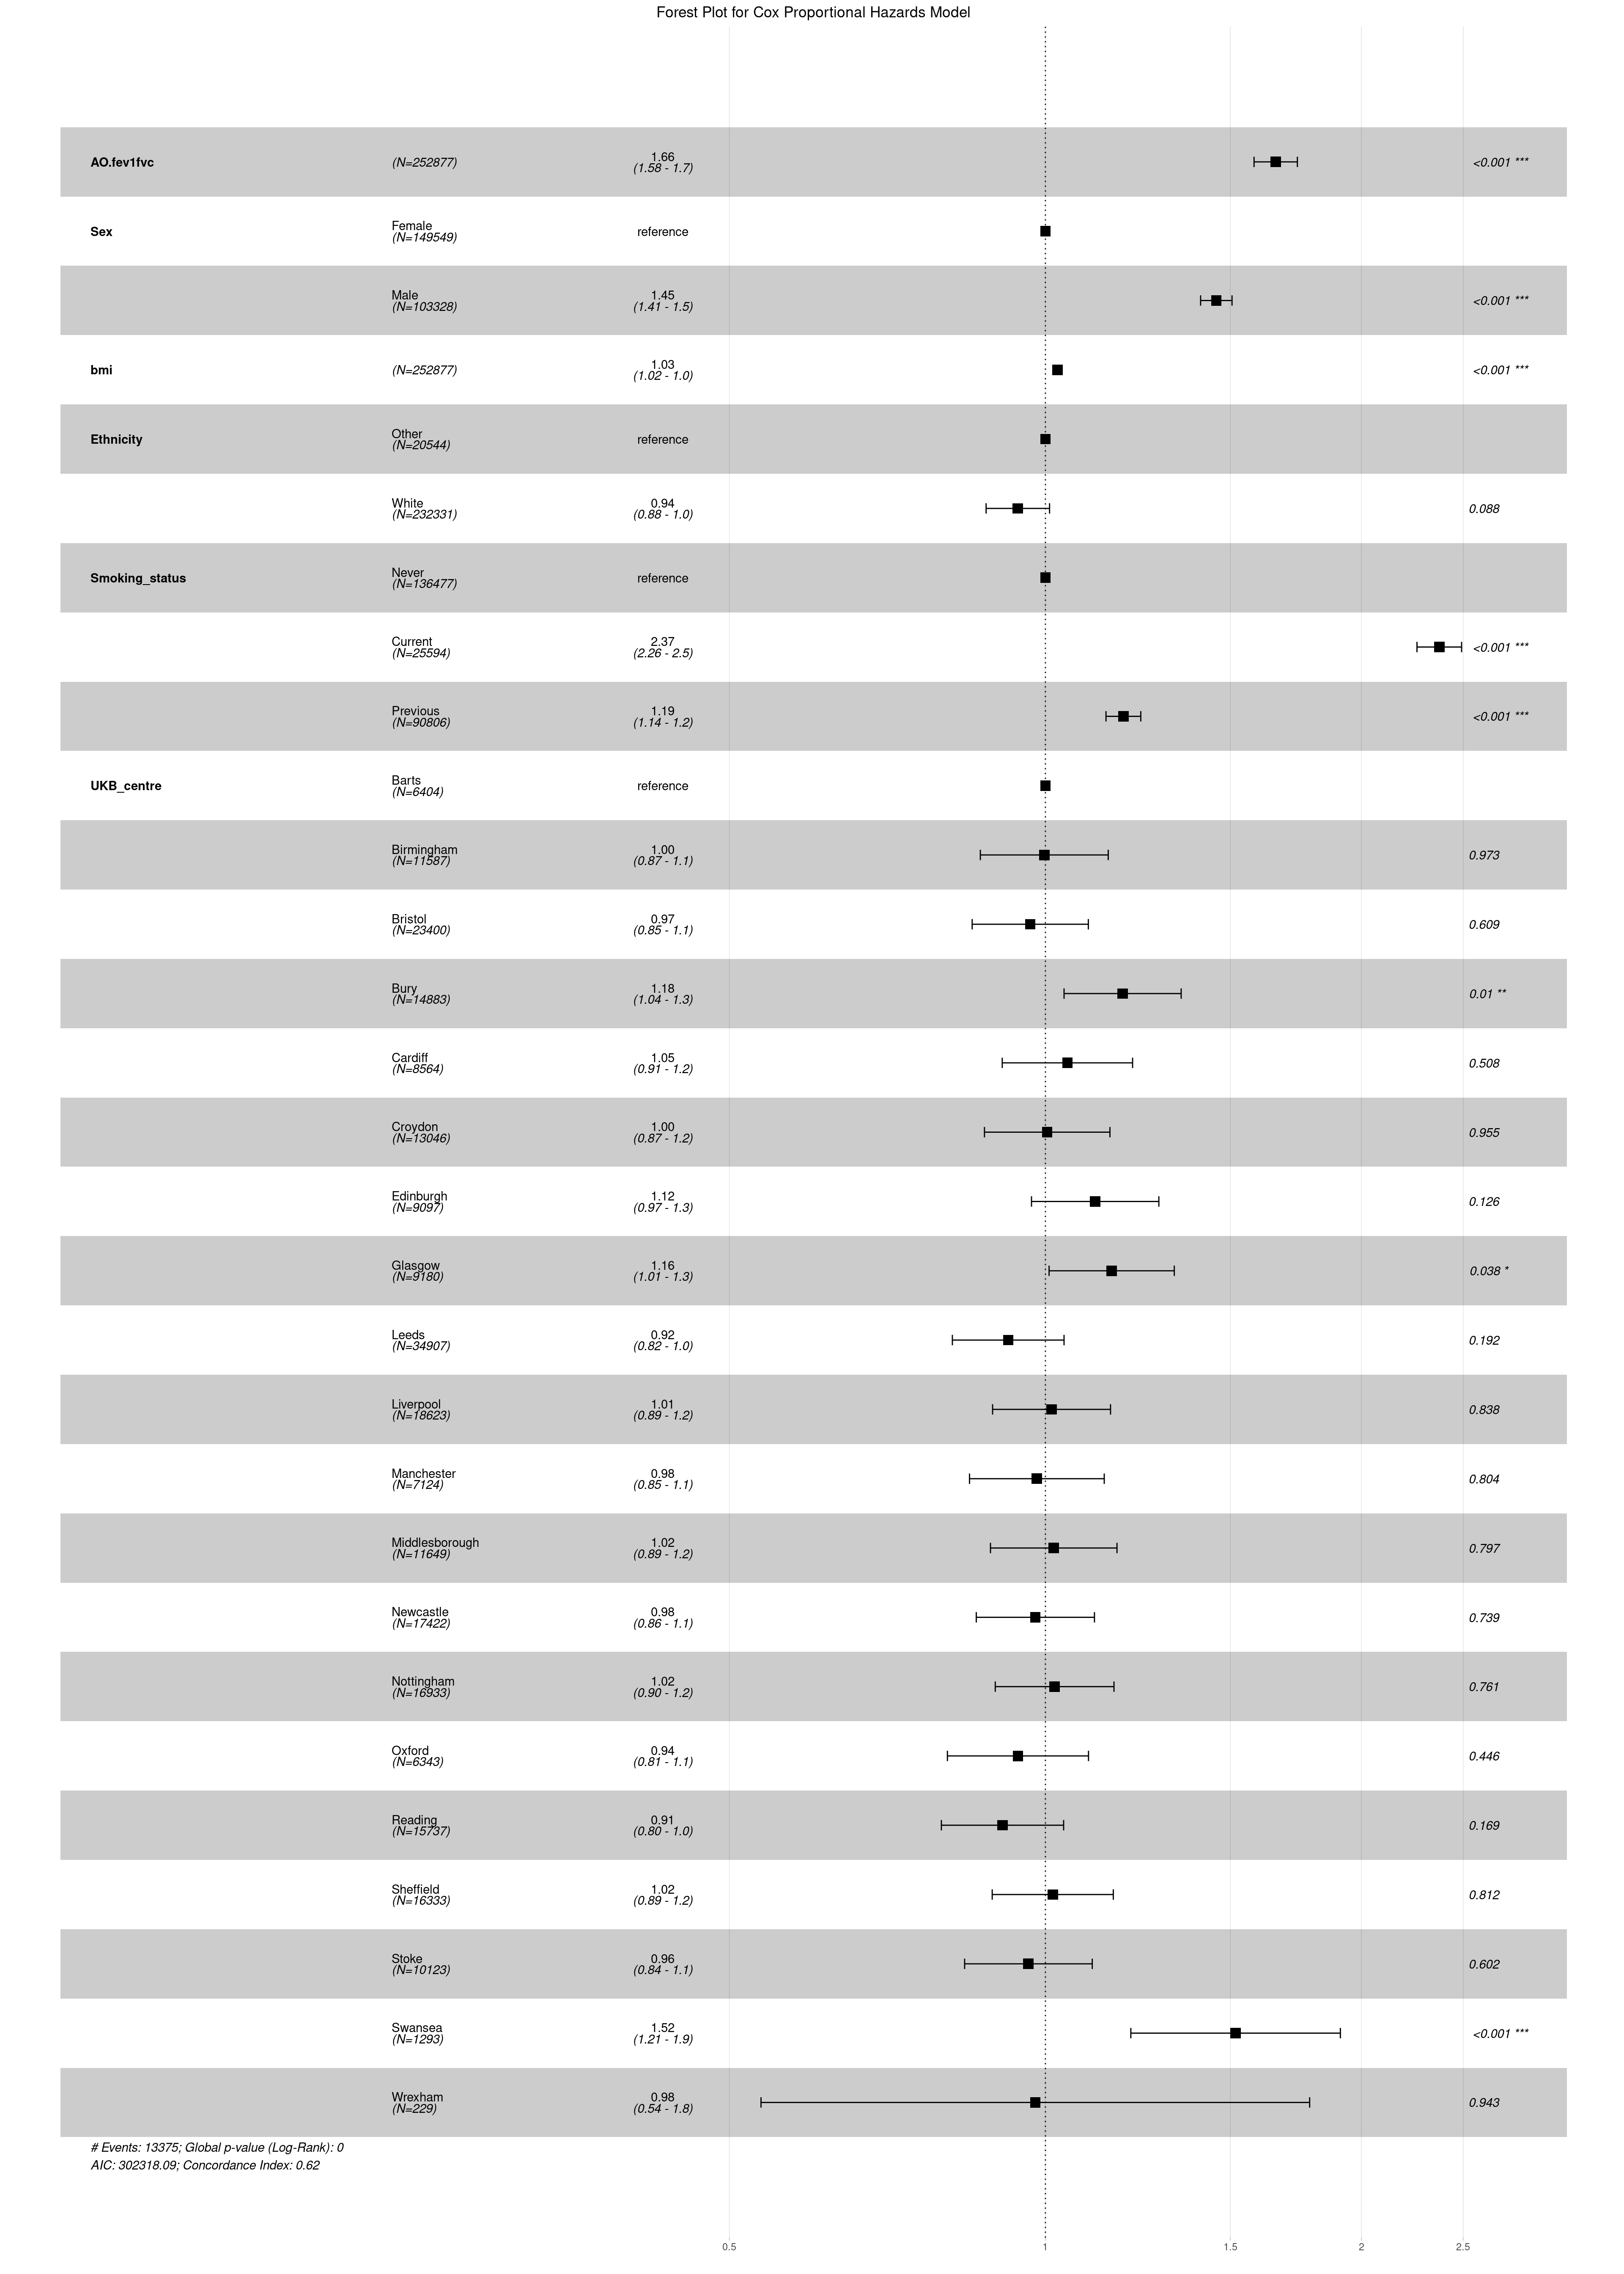 Forest Plot for Cox Proportional Hazards Model
AO.fev1fvc (N=252877) 1.66 <0.001 ***
(1.58 - 1.7)
Sex Female reference
(N=149549)
Male 1.45 <0.001 ***
(N=103328) (1.41 - 1.5)
bmi (N=252877) 1.03 <0.001 ***
(1.02 - 1.0)
Ethnicity Other reference
(N=20544)
White 0.94 0.088
(N=232331) (0.88 - 1.0)
Smoking_status Never reference
(N=136477)
Current 2.37 <0.001 ***
(N=25594) (2.26 - 2.5)
Previous 1.19 <0.001 ***
(N=90806) (1.14 - 1.2)
UKB_centre Barts reference
(N=6404)
Birmingham 1.00 0.973
(N=11587) (0.87 - 1.1)
Bristol 0.97 0.609
(N=23400) (0.85 - 1.1)
Bury 1.18 0.01 **
(N=14883) (1.04 - 1.3)
Cardiff 1.05 0.508
(N=8564) (0.91 - 1.2)
Croydon 1.00 0.955
(N=13046) (0.87 - 1.2)
Edinburgh 1.12 0.126
(N=9097) (0.97 - 1.3)
Glasgow 1.16 0.038 *
(N=9180) (1.01 - 1.3)
Leeds 0.92 0.192
(N=34907) (0.82 - 1.0)
Liverpool 1.01 0.838
(N=18623) (0.89 - 1.2)
Manchester 0.98 0.804
(N=7124) (0.85 - 1.1)
Middlesborough 1.02 0.797
(N=11649) (0.89 - 1.2)
Newcastle 0.98 0.739
(N=17422) (0.86 - 1.1)
Nottingham 1.02 0.761
(N=16933) (0.90 - 1.2)
Oxford 0.94 0.446
(N=6343) (0.81 - 1.1)
Reading 0.91 0.169
(N=15737) (0.80 - 1.0)
Sheffield 1.02 0.812
(N=16333) (0.89 - 1.2)
Stoke 0.96 0.602
(N=10123) (0.84 - 1.1)
Swansea 1.52 <0.001 ***
(N=1293) (1.21 - 1.9)
Wrexham 0.98 0.943
(N=229) (0.54 - 1.8)
# Events: 13375; Global p-value (Log-Rank): 0
AIC: 302318.09; Concordance Index: 0.62
0.5 1 1.5 2 2.5